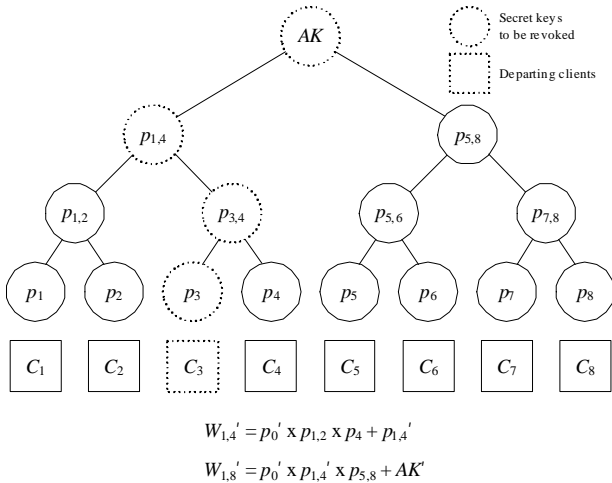 AK
Secret keys
to be revoked
Departing clients
p1,4
p5,8
p1,2
p3,4
p5,6
p7,8
p1 p2 p3 p4 p5 p6 p7 p8
C1 C2 C3 C4 C5 C6 C7 C8
W1,4' = p0' x p1,2 x p4 + p1,4'
W1,8' = p0' x p1,4' x p5,8 + AK'